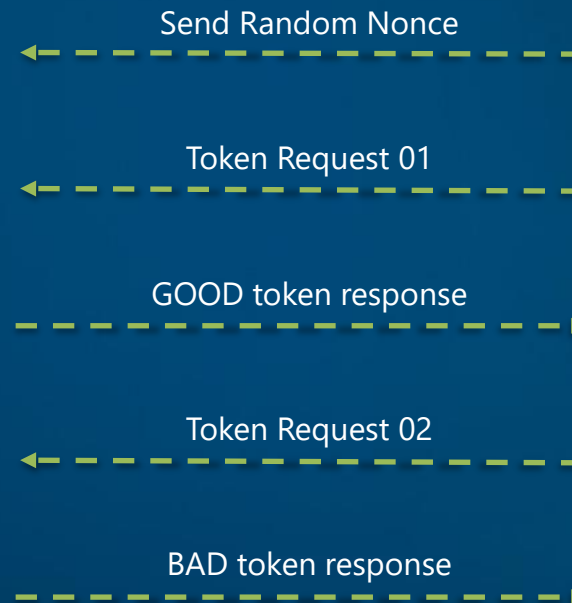 Send Random Nonce
Token Request 01
GOOD token response
Token Request 02
BAD token response